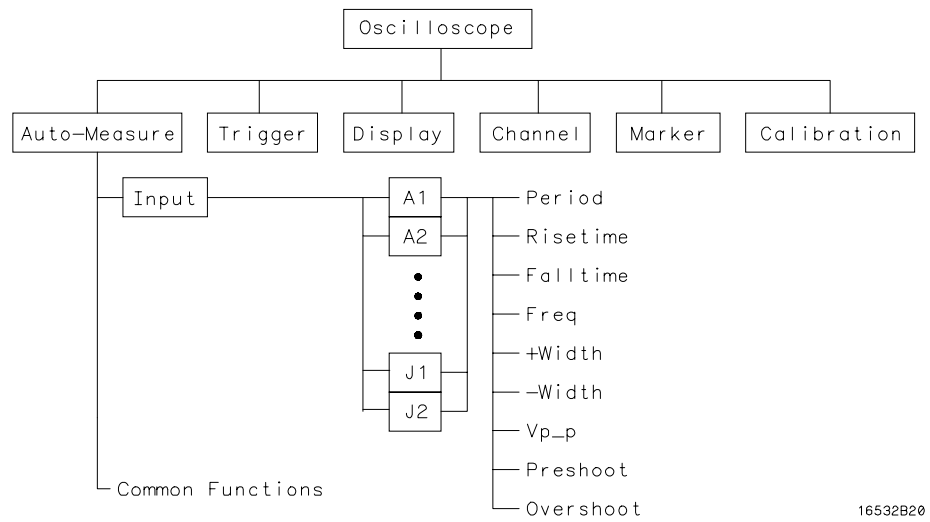 Oscilloscope
Auto-Measure Trigger Display Channel Marker Calibration
Input A1 Period
A2 Risetime
Falltime
Freq
+Width
J1
-Width
J2
Vp_p
Preshoot
Common Functions
Overshoot
16532B20